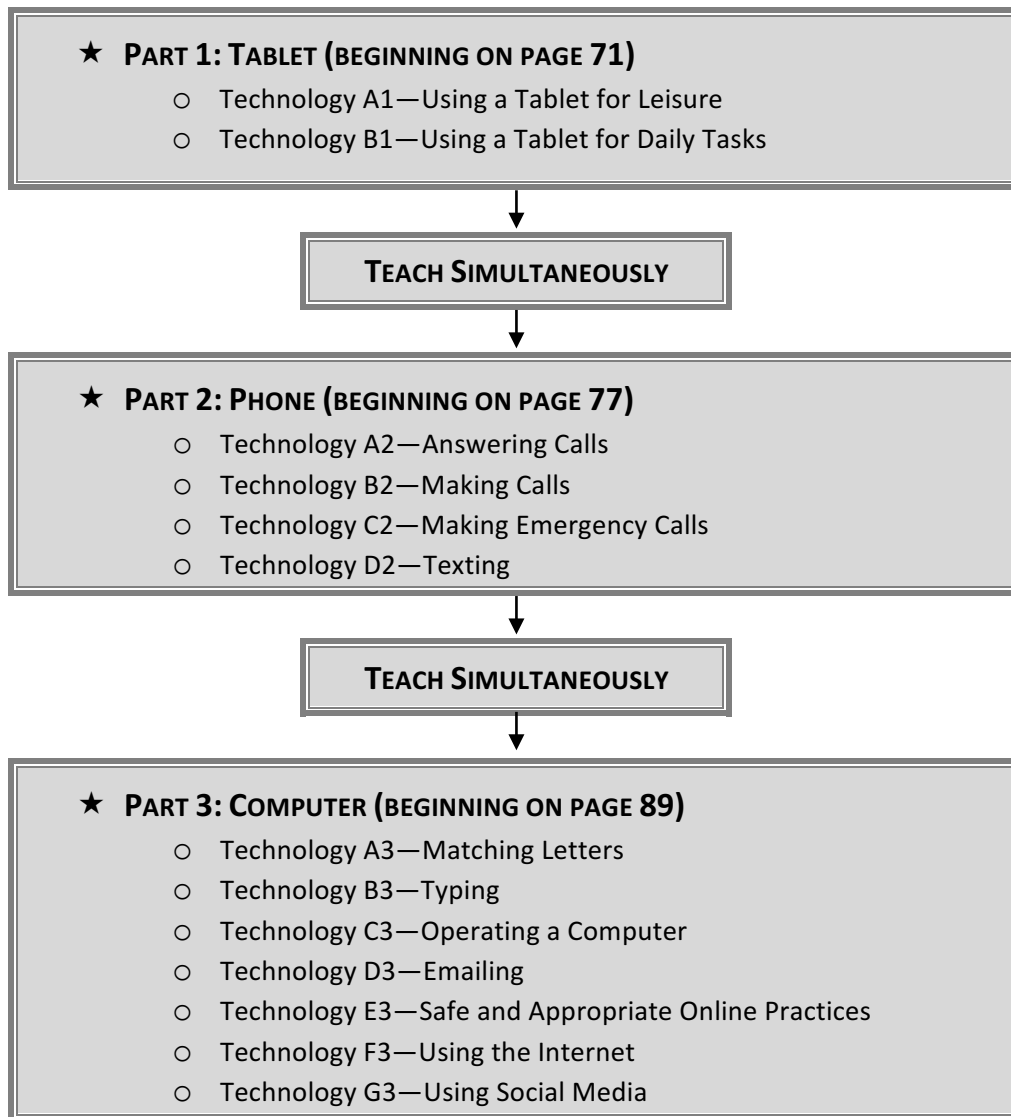 ★ PART 1: TABLET (BEGINNING ON PAGE 71)
○ Technology A1—Using a Tablet for Leisure
○ Technology B1—Using a Tablet for Daily Tasks
TEACH SIMULTANEOUSLY
★ PART 2: PHONE (BEGINNING ON PAGE 77)
○ Technology A2—Answering Calls
○ Technology B2—Making Calls
○ Technology C2—Making Emergency Calls
○ Technology D2—Texting
TEACH SIMULTANEOUSLY
★ PART 3: COMPUTER (BEGINNING ON PAGE 89)
○ Technology A3—Matching Letters
○ Technology B3—Typing
○ Technology C3—Operating a Computer
○ Technology D3—Emailing
○ Technology E3—Safe and Appropriate Online Practices
○ Technology F3—Using the Internet
○ Technology G3—Using Social Media